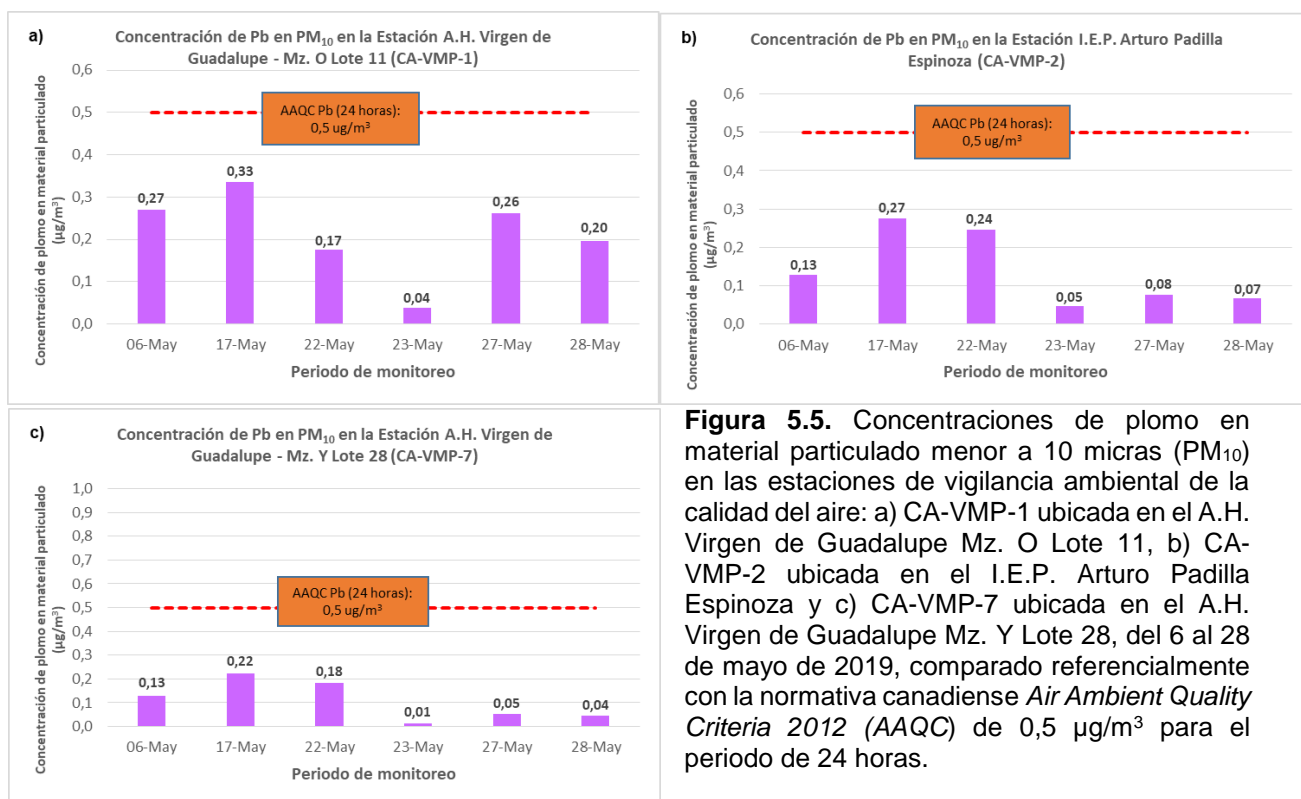 a)
Concentración de Pb en PM₁₀ en la Estación A.H. Virgen de
Guadalupe - Mz. O Lote 11 (CA-VMP-1)
Concentración de plomo en material particulado
(µg/m³)
0,6
0,5
0,4
0,3
0,2
0,1
0,0
AAQC Pb (24 horas):
0,5 ug/m³
0,27
0,33
0,17
0,04
0,26
0,20
06-May 17-May 22-May 23-May 27-May 28-May
Periodo de monitoreo
b)
Concentración de Pb en PM₁₀ en la Estación I.E.P. Arturo Padilla
Espinoza (CA-VMP-2)
Concentración de plomo en material particulado
(µg/m³)
0,6
0,5
0,4
0,3
0,2
0,1
0,0
AAQC Pb (24 horas):
0,5 ug/m³
0,13
0,27
0,24
0,05
0,08
0,07
06-May 17-May 22-May 23-May 27-May 28-May
Periodo de monitoreo
c)
Concentración de Pb en PM₁₀ en la Estación A.H. Virgen de
Guadalupe - Mz. Y Lote 28 (CA-VMP-7)
Concentración de plomo en material particulado
(µg/m³)
1,0
0,9
0,8
0,7
0,6
0,5
0,4
0,3
0,2
0,1
0,0
AAQC Pb (24 horas):
0,5 ug/m³
0,13
0,22
0,18
0,01
0,05
0,04
06-May 17-May 22-May 23-May 27-May 28-May
Periodo de monitoreo
Figura 5.5. Concentraciones de plomo en
material particulado menor a 10 micras (PM₁₀)
en las estaciones de vigilancia ambiental de la
calidad del aire: a) CA-VMP-1 ubicada en el A.H.
Virgen de Guadalupe Mz. O Lote 11, b) CA-
VMP-2 ubicada en el I.E.P. Arturo Padilla
Espinoza y c) CA-VMP-7 ubicada en el A.H.
Virgen de Guadalupe Mz. Y Lote 28, del 6 al 28
de mayo de 2019, comparado referencialmente
con la normativa canadiense Air Ambient Quality
Criteria 2012 (AAQC) de 0,5 µg/m³ para el
periodo de 24 horas.